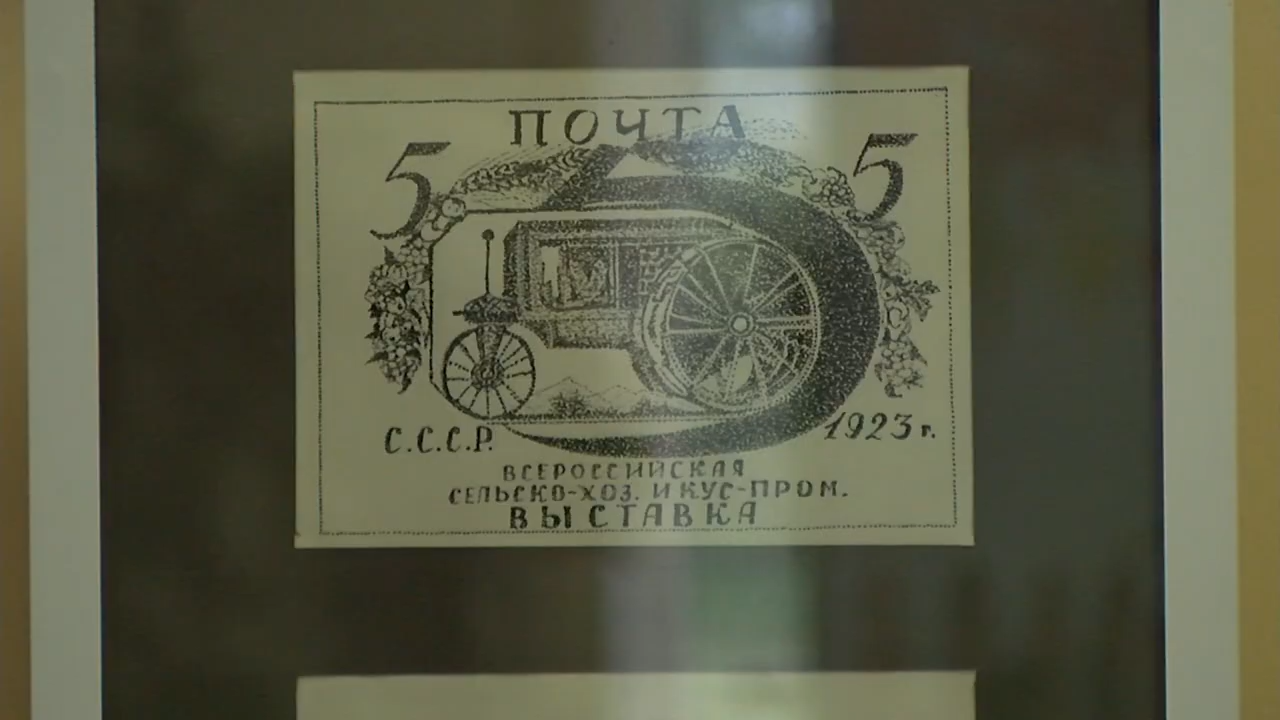 ПОЧТА
5 5
С.С.С.Р. 1923 г.
ВСЕРОССИЙСКАЯ
СЕЛЬСКО-ХОЗ. И КУС-ПРОМ.
ВЫСТАВКА